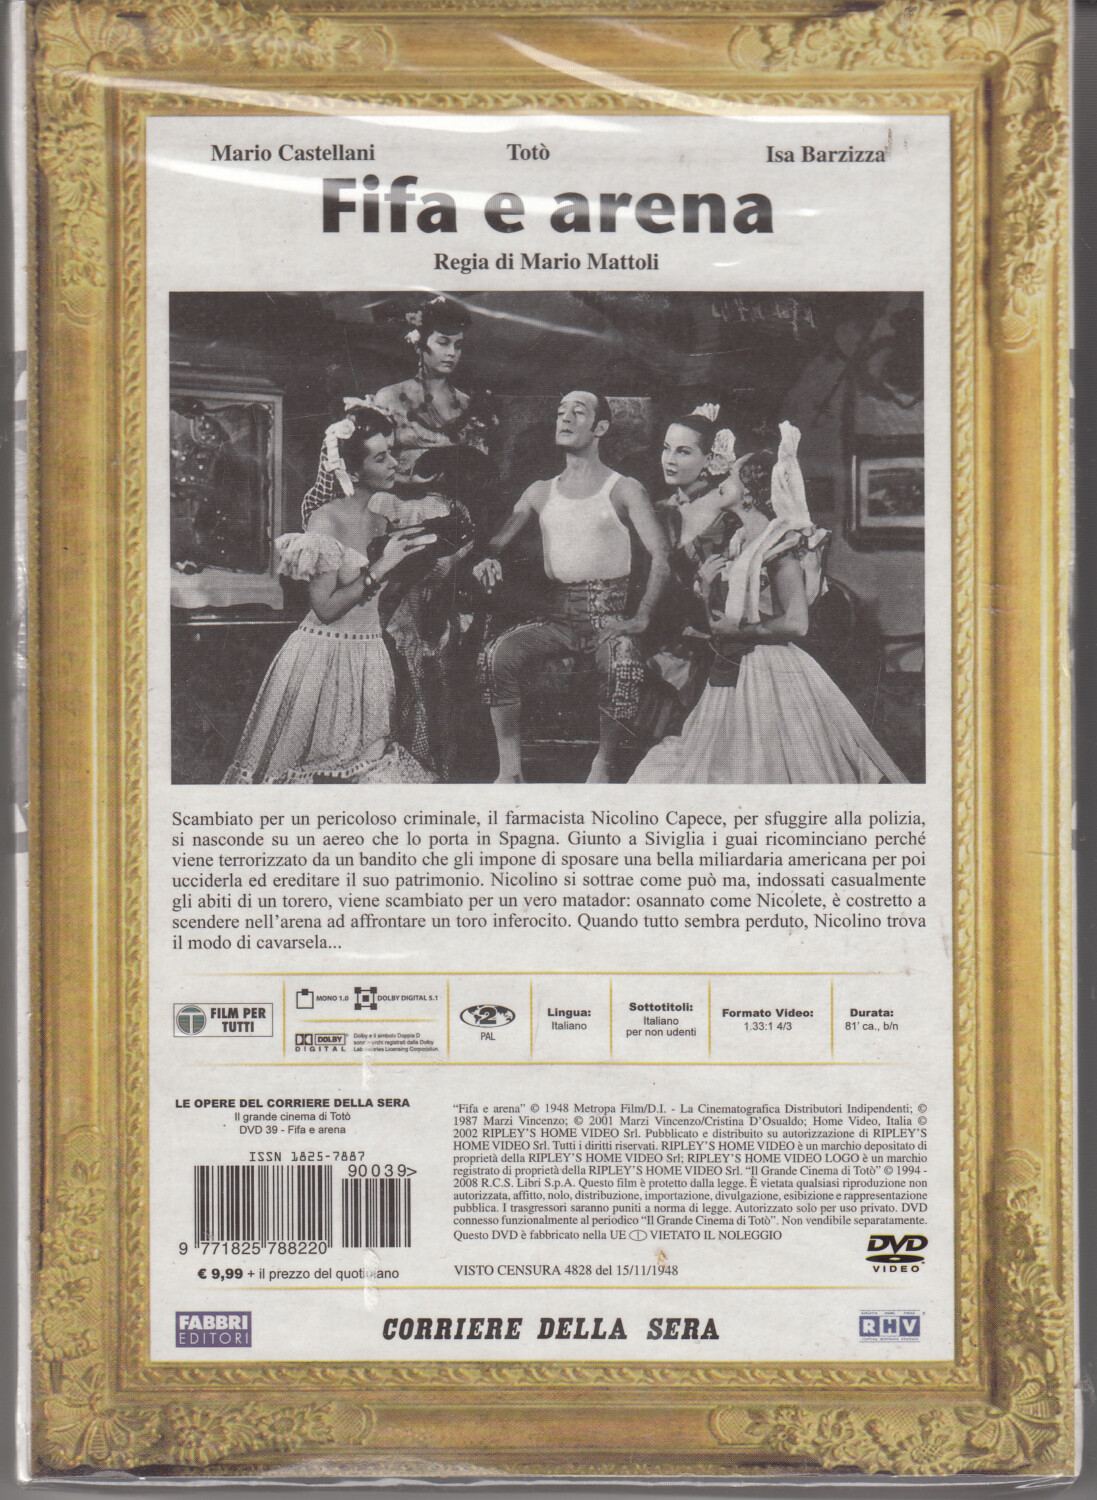 Mario Castellani Totò Isa Barzizza
Fifa e arena
Regia di Mario Mattoli
Scambiato per un pericoloso criminale, il farmacista Nicolino Capece, per sfuggire alla polizia,
si nasconde su un aereo che lo porta in Spagna. Giunto a Siviglia i guai ricominciano perché
viene terrorizzato da un bandito che gli impone di sposare una bella miliardaria americana per poi
ucciderla ed ereditare il suo patrimonio. Nicolino si sottrae come può ma, indossati casualmente
gli abiti di un torero, viene scambiato per un vero matador: osannato come Nicolete, è costretto a
scendere nell'arena ad affrontare un toro inferocito. Quando tutto sembra perduto, Nicolino trova
il modo di cavarsela...
FILM PER
TUTTI
MONO 1.0 DOLBY DIGITAL 5.1
DOLBY
DIGITAL
Dolby e il simbolo Doppia D
sono marchi registrati dalla Dolby
Laboratories Licensing Corporation.
2
PAL
Lingua:
Italiano
Sottotitoli:
Italiano
per non udenti
Formato Video:
1.33:1 4/3
Durata:
81' ca., b/n
LE OPERE DEL CORRIERE DELLA SERA
Il grande cinema di Totò
DVD 39 - Fifa e arena
ISSN 1825-7887
90039>
9 771825 788220
€ 9,99 + il prezzo del quotidiano
"Fifa e arena" © 1948 Metropa Film/D.I. - La Cinematografica Distributori Indipendenti; ©
1987 Marzi Vincenzo; © 2001 Marzi Vincenzo/Cristina D'Osualdo; Home Video, Italia ©
2002 RIPLEY'S HOME VIDEO Srl. Pubblicato e distribuito su autorizzazione di RIPLEY'S
HOME VIDEO Srl. Tutti i diritti riservati. RIPLEY'S HOME VIDEO è un marchio depositato di
proprietà della RIPLEY'S HOME VIDEO Srl; RIPLEY'S HOME VIDEO LOGO è un marchio
registrato di proprietà della RIPLEY'S HOME VIDEO Srl. "Il Grande Cinema di Totò" © 1994 -
2008 R.C.S. Libri S.p.A. Questo film è protetto dalla legge. È vietata qualsiasi riproduzione non
autorizzata, affitto, nolo, distribuzione, importazione, divulgazione, esibizione e rappresentazione
pubblica. I trasgressori saranno puniti a norma di legge. Autorizzato solo per uso privato. DVD
connesso funzionalmente al periodico "Il Grande Cinema di Totò". Non vendibile separatamente.
Questo DVD è fabbricato nella UE VIETATO IL NOLEGGIO
VISTO CENSURA 4828 del 15/11/1948
DVD
VIDEO
FABBRI
EDITORI
CORRIERE DELLA SERA
RHV